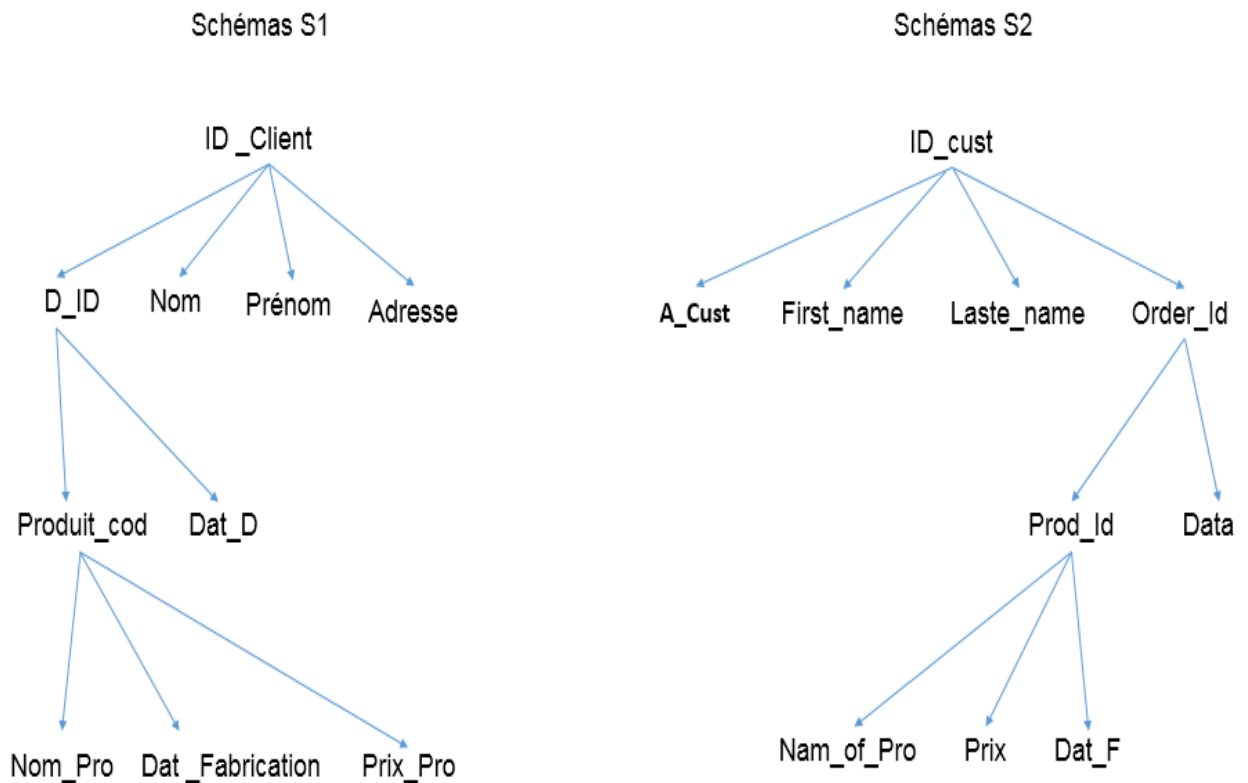 Schémas S1
Schémas S2
ID _Client
ID_cust
D_ID
Nom
Prénom
Adresse
A_Cust
First_name
Laste_name
Order_Id
Produit_cod
Dat_D
Prod_Id
Data
Nom_Pro
Dat _Fabrication
Prix_Pro
Nam_of_Pro
Prix
Dat_F